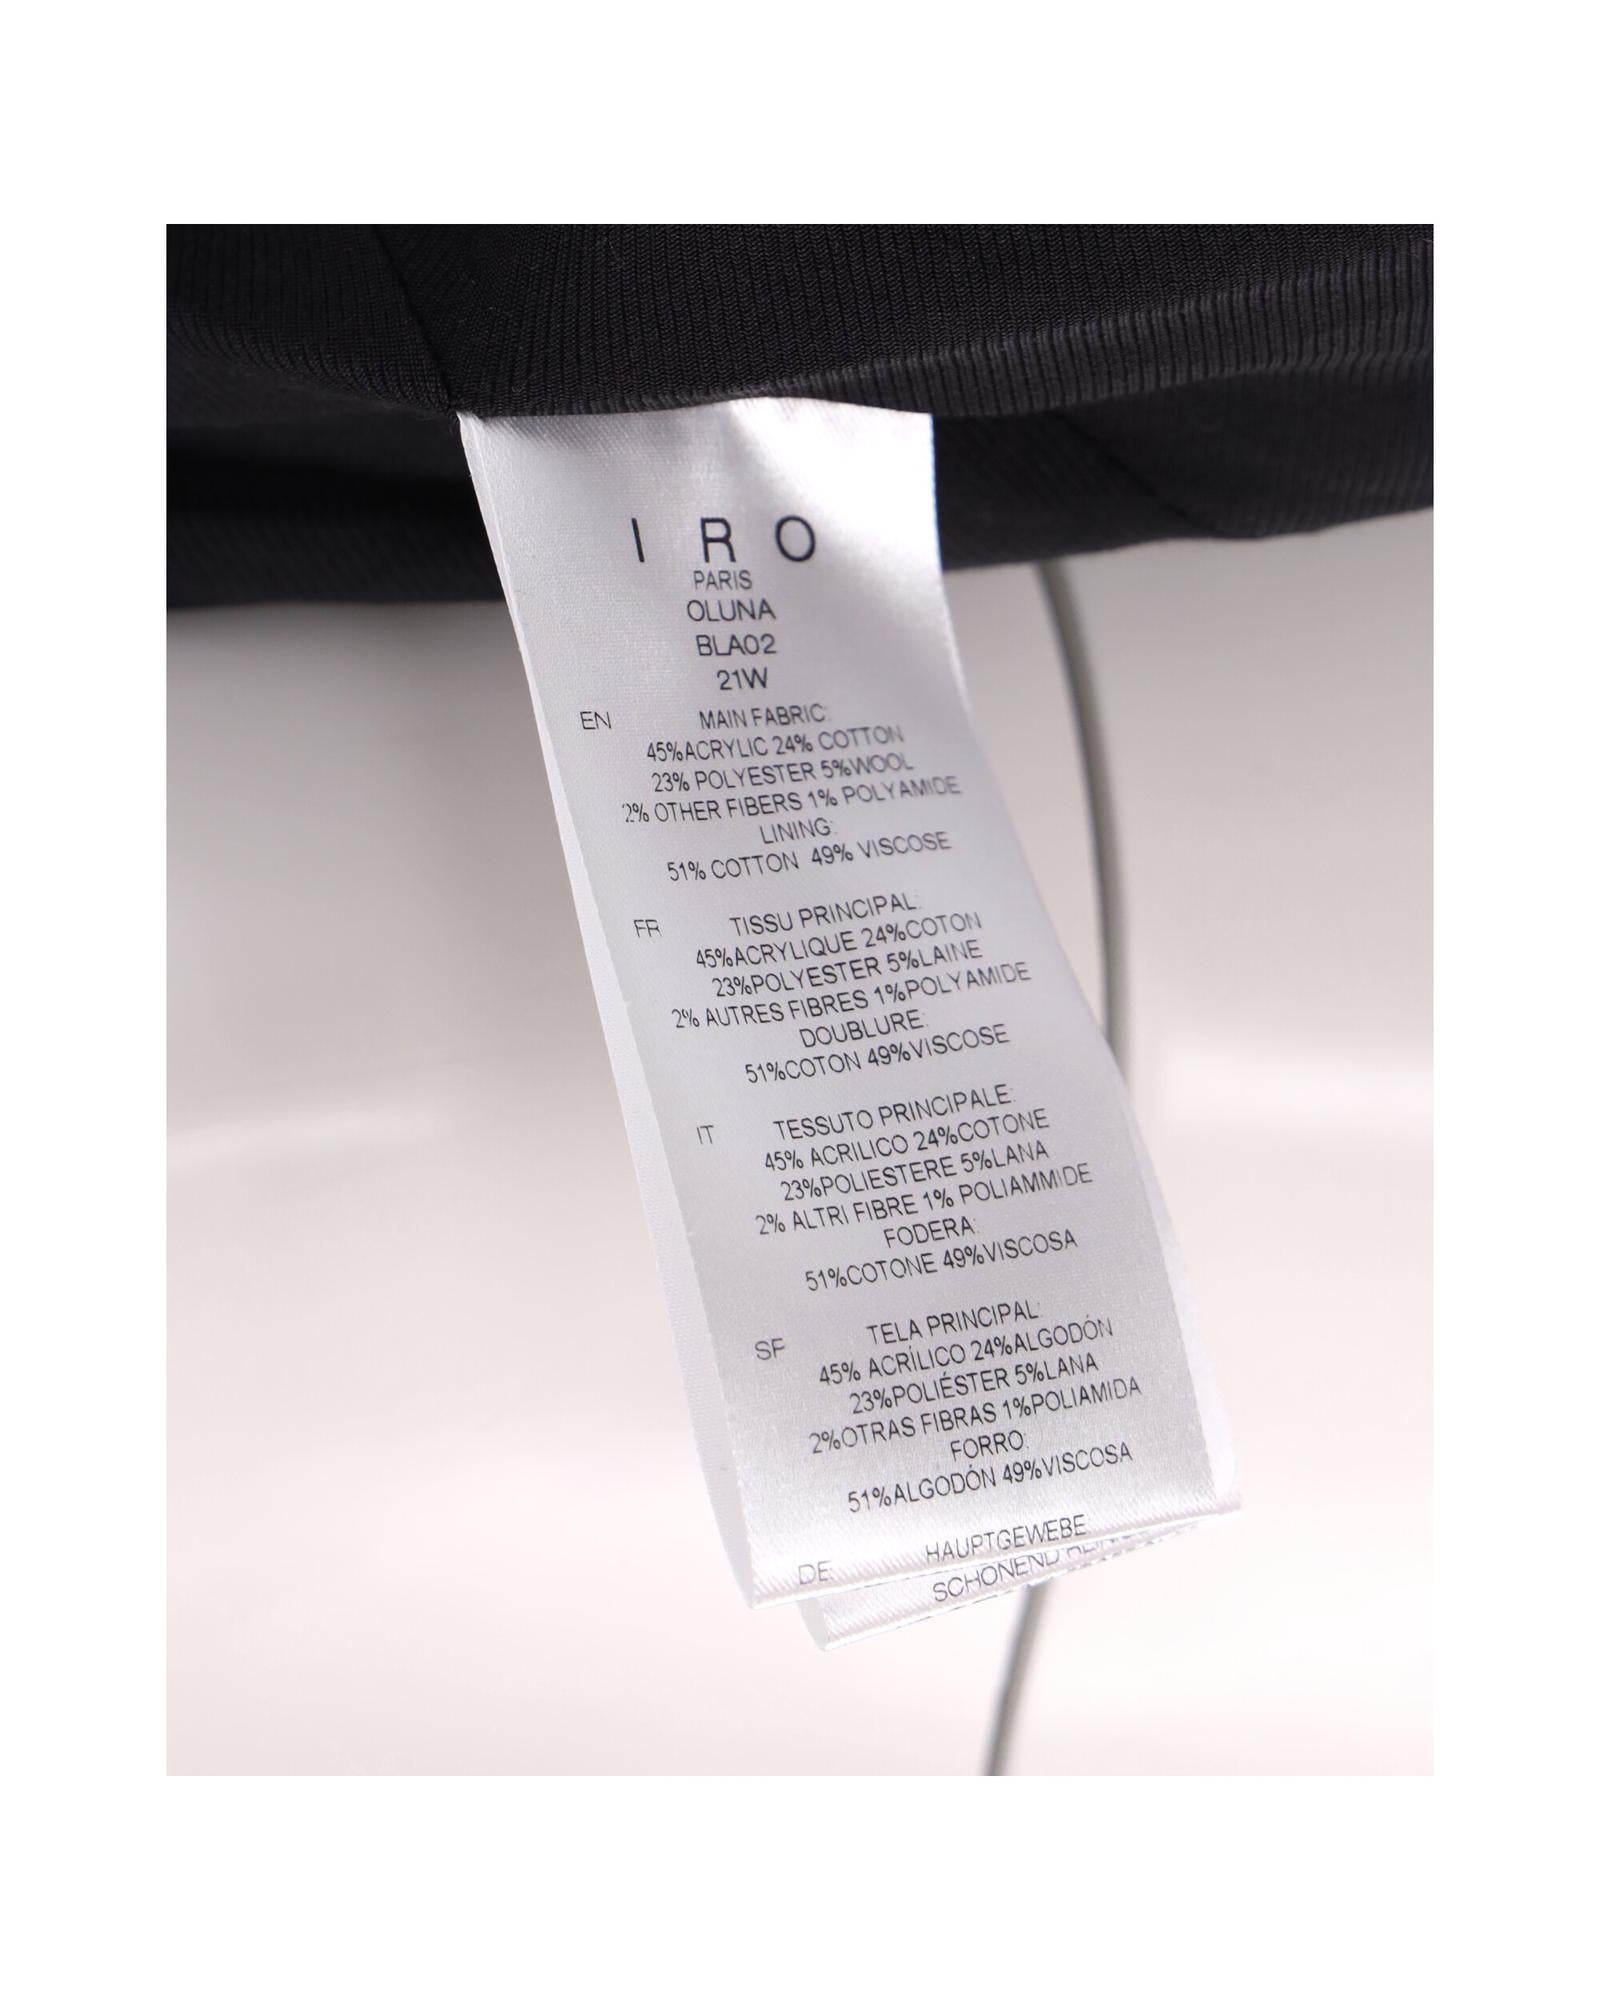 IRO
PARIS
OLUNA
BLA02
21W
EN MAIN FABRIC:
45%ACRYLIC 24% COTTON
23% POLYESTER 5%WOOL
2% OTHER FIBERS 1% POLYAMIDE
LINING:
51% COTTON 49% VISCOSE
FR TISSU PRINCIPAL:
45%ACRYLIQUE 24%COTON
23%POLYESTER 5%LAINE
2% AUTRES FIBRES 1%POLYAMIDE
DOUBLURE:
51%COTON 49%VISCOSE
IT TESSUTO PRINCIPALE:
45% ACRILICO 24%COTONE
23%POLIESTERE 5%LANA
2% ALTRI FIBRE 1% POLIAMMIDE
FODERA:
51%COTONE 49%VISCOSA
SP TELA PRINCIPAL:
45% ACRÍLICO 24%ALGODÓN
23%POLIÉSTER 5%LANA
2%OTRAS FIBRAS 1%POLIAMIDA
FORRO:
51%ALGODÓN 49%VISCOSA
DE: HAUPTGEWEBE
SCHONEND